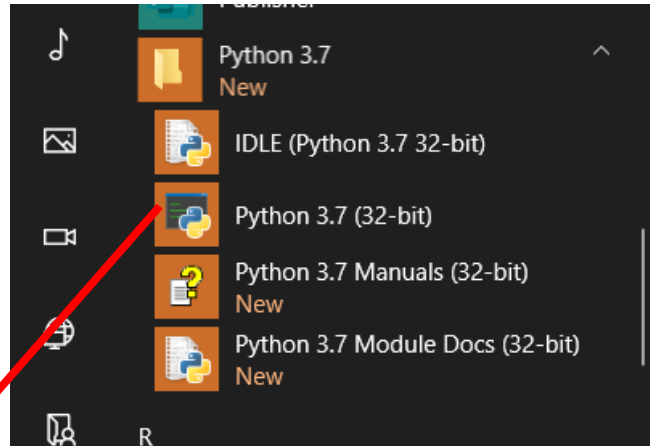 Publisher
Python 3.7
New
IDLE (Python 3.7 32-bit)
Python 3.7 (32-bit)
Python 3.7 Manuals (32-bit)
New
Python 3.7 Module Docs (32-bit)
New
R